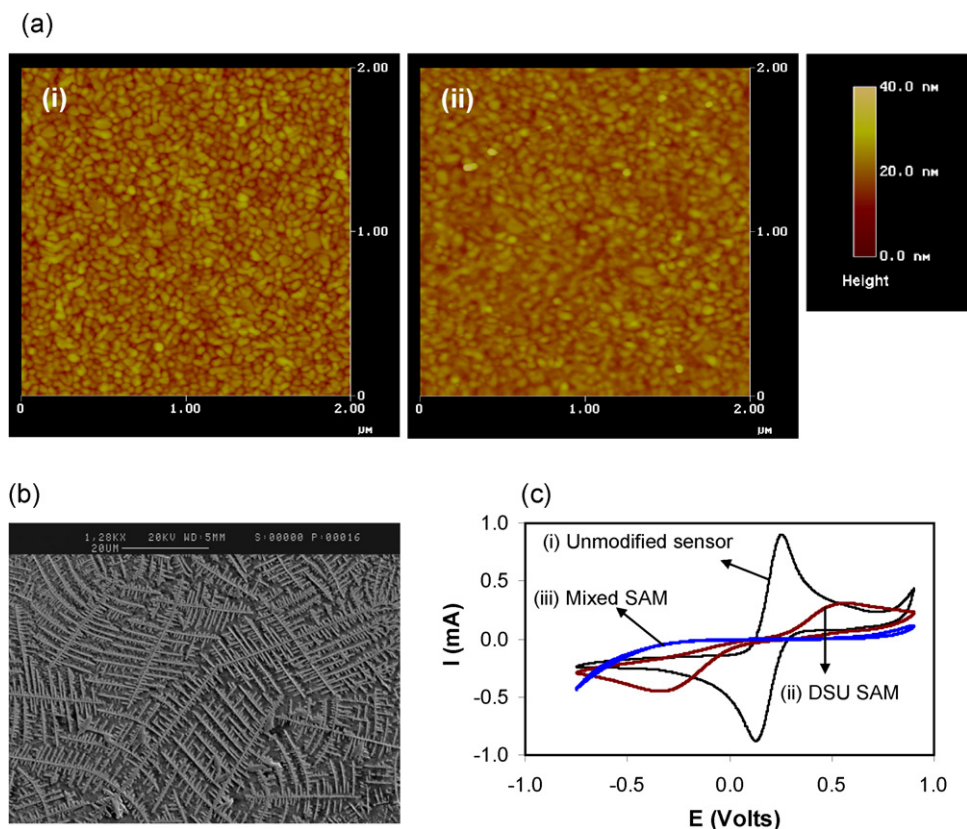 (a)
(i)
2.00
1.00
0
0
1.00
2.00
µM
(ii)
2.00
1.00
0
0
1.00
2.00
µM
40.0 nM
20.0 nM
0.0 nM
Height
(b)
1,28KX 20KV WD:5MM S:00000 P:00016
20UM
(c)
I (mA)
1.0
0.5
0.0
-0.5
-1.0
(i) Unmodified sensor
(iii) Mixed SAM
(ii) DSU SAM
-1.0 -0.5 0.0 0.5 1.0
E (Volts)